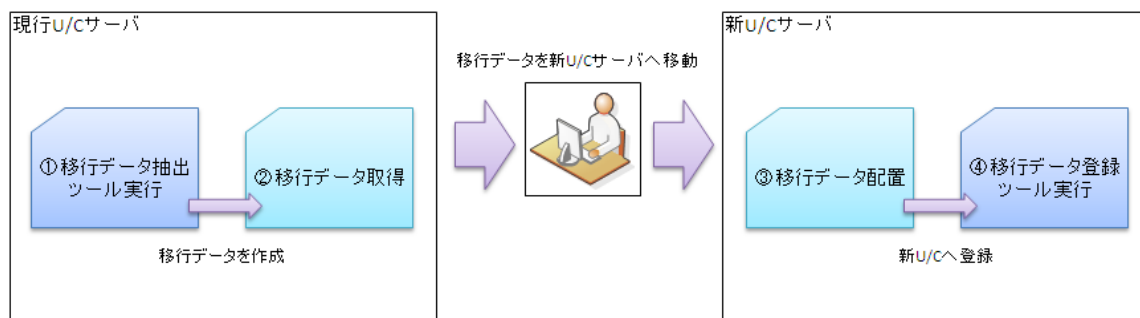 現行U/Cサーバ
①移行データ抽出
ツール実行
②移行データ取得
移行データを作成
移行データを新U/Cサーバへ移動
新U/Cサーバ
③移行データ配置
④移行データ登録
ツール実行
新U/Cへ登録